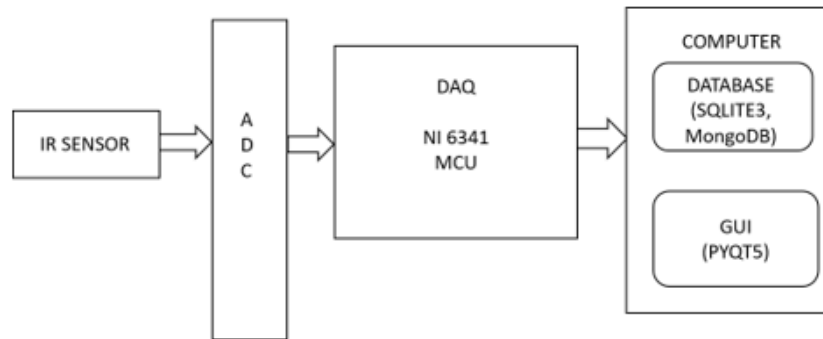 IR SENSOR
A
D
C
DAQ
NI 6341
MCU
COMPUTER
DATABASE
(SQLITE3,
MongoDB)
GUI
(PYQT5)